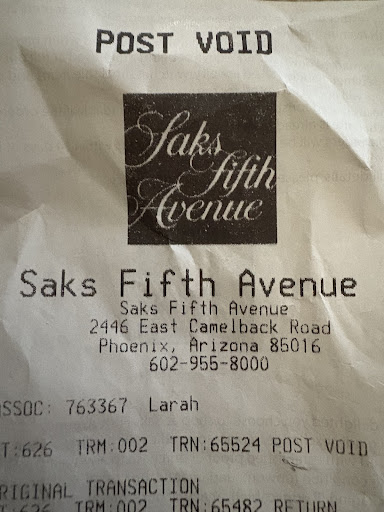 POST VOID
Saks
fifth
Avenue
Saks Fifth Avenue
Saks Fifth Avenue
2446 East Camelback Road
Phoenix, Arizona 85016
602-955-8000
SSOC: 763367 Larah
T:626 TRM:002 TRN:65524 POST VOID
RIGINAL TRANSACTION
T:626 TRM:002 TRN:65482 RETURN